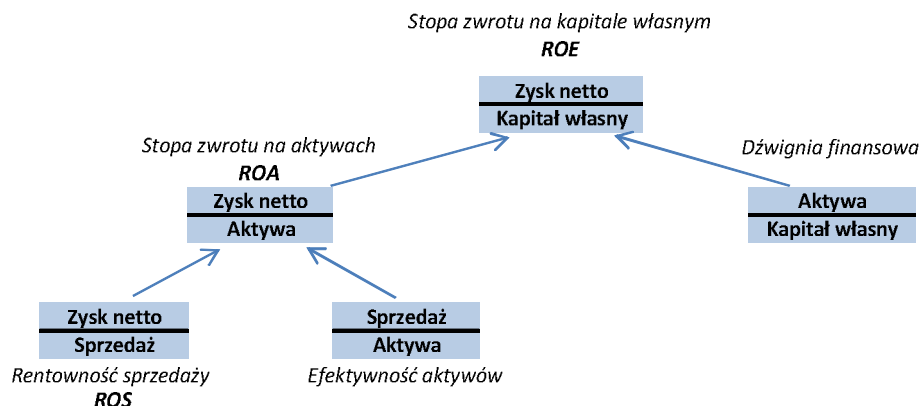 Stopa zwrotu na kapitale własnym
ROE
Zysk netto
Kapitał własny
Stopa zwrotu na aktywach
ROA
Zysk netto
Aktywa
Dźwignia finansowa
Aktywa
Kapitał własny
Zysk netto
Sprzedaż
Rentowność sprzedaży
ROS
Sprzedaż
Aktywa
Efektywność aktywów